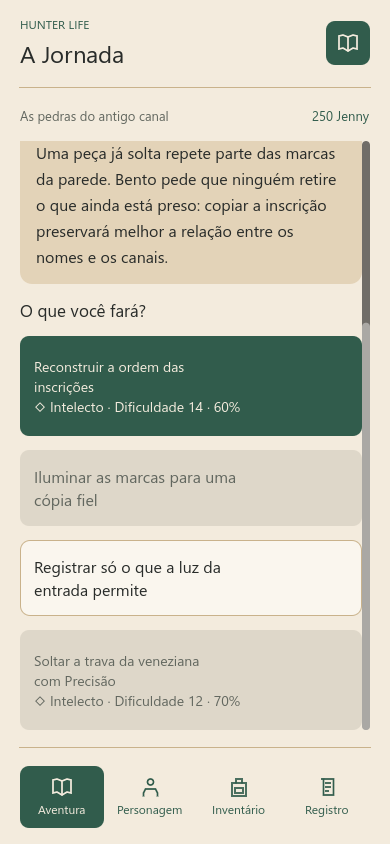 HUNTER LIFE
A Jornada
As pedras do antigo canal
250 Jenny
Uma peça já solta repete parte das marcas
da parede. Bento pede que ninguém retire
o que ainda está preso: copiar a inscrição
preservará melhor a relação entre os
nomes e os canais.
O que você fará?
Reconstruir a ordem das
inscrições
◇ Intelecto · Dificuldade 14 · 60%
Iluminar as marcas para uma
cópia fiel
Registrar só o que a luz da
entrada permite
Soltar a trava da veneziana
com Precisão
◇ Intelecto · Dificuldade 12 · 70%
Aventura
Personagem
Inventário
Registro